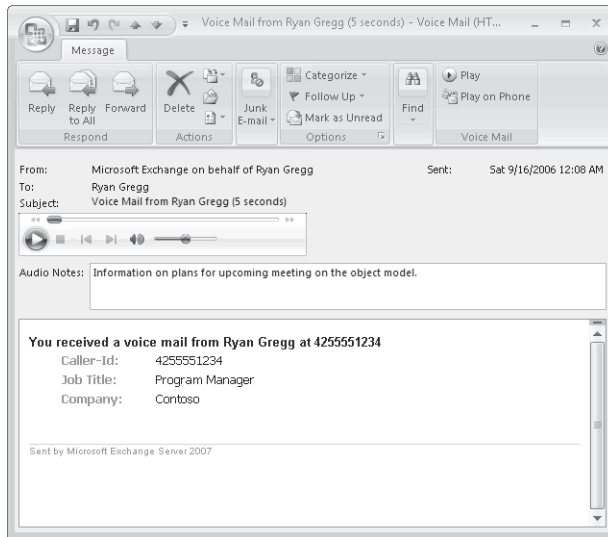 Voice Mail from Ryan Gregg (5 seconds) - Voice Mail (HT...
Message
Reply
Reply to All
Forward
Respond
Delete
Actions
Junk E-mail
Categorize
Follow Up
Mark as Unread
Options
Find
Play
Play on Phone
Voice Mail
From: Microsoft Exchange on behalf of Ryan Gregg Sent: Sat 9/16/2006 12:08 AM
To: Ryan Gregg
Subject: Voice Mail from Ryan Gregg (5 seconds)
Audio Notes: Information on plans for upcoming meeting on the object model.
You received a voice mail from Ryan Gregg at 4255551234
Caller-Id: 4255551234
Job Title: Program Manager
Company: Contoso
Sent by Microsoft Exchange Server 2007